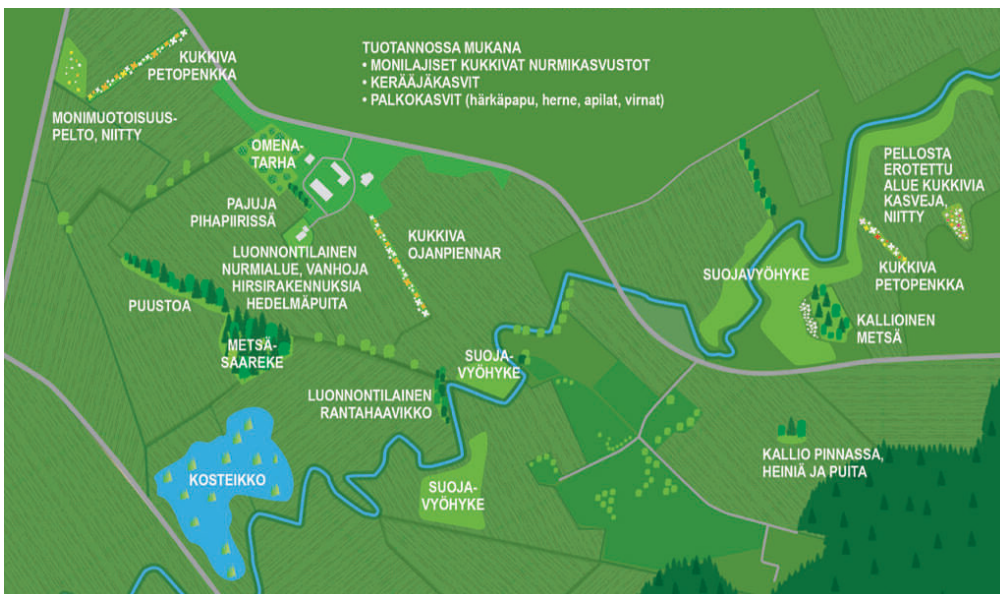 KUKKIVA
PETOPENKKA
MONIMUOTOISUUS-
PELTO, NIITTY
TUOTANNOSSA MUKANA
• MONILAJISET KUKKIVAT NURMIKASVUSTOT
• KERÄÄJÄKASVIT
• PALKOKASVIT (härkäpapu, herne, apilat, virnat)
OMENA-
TARHA
PAJUJA
PIHAPIIRISSÄ
LUONNONTILAINEN
NURMIALUE, VANHOJA
HIRSIRAKENNUKSIA
HEDELMÄPUITA
KUKKIVA
OJANPIENNAR
PELLOSTA
EROTETTU
ALUE KUKKIVIA
KASVEJA,
NIITTY
SUOJAVYÖHYKE
KUKKIVA
PETOPENKKA
KALLIOINEN
METSÄ
PUUSTOA
METSÄ-
SAAREKE
SUOJA-
VYÖHYKE
LUONNONTILAINEN
RANTAHAAVIKKO
KOSTEIKKO
SUOJA-
VYÖHYKE
KALLIO PINNASSA,
HEINIÄ JA PUITA